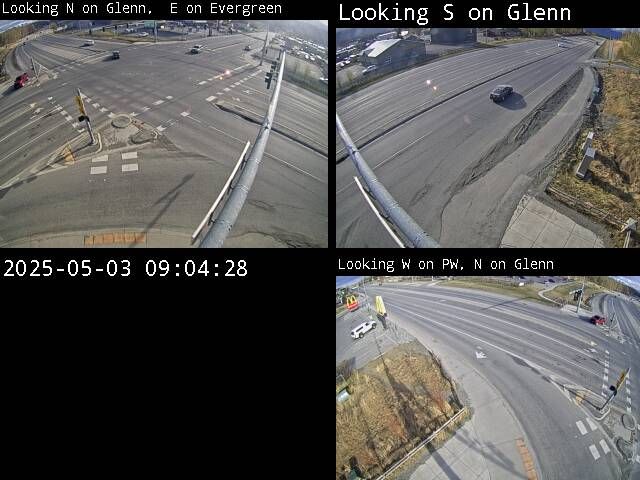 Looking N on Glenn,  E on Evergreen
Looking S on Glenn
2025-05-03 09:04:28
Looking W on PW, N on Glenn